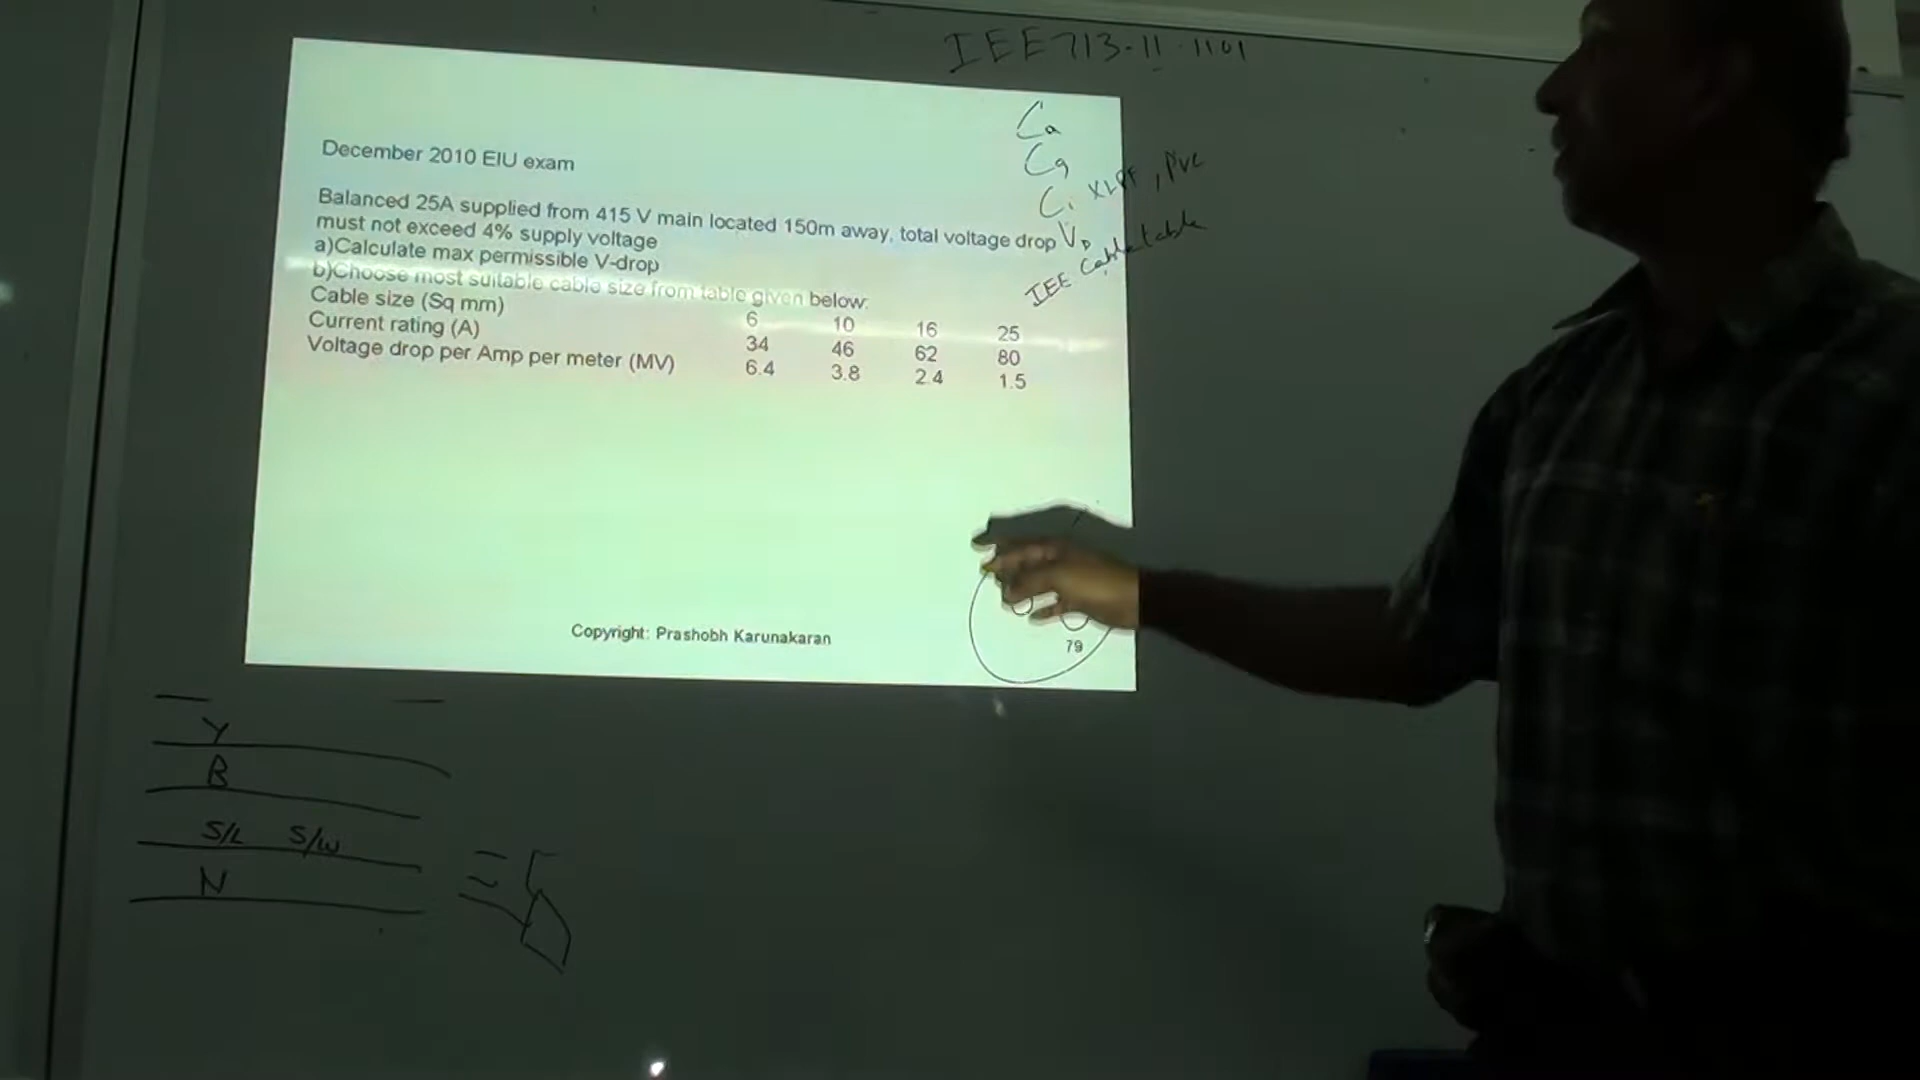 IEE 713-11-1101
Ca
Cg
Ci XLPE, PVC
VD
IEE Cable table
December 2010 EIU exam
Balanced 25A supplied from 415 V main located 150m away, total voltage drop
must not exceed 4% supply voltage
a)Calculate max permissible V-drop
b)Choose most suitable cable size from table given below:
Cable size (Sq mm) 6 10 16 25
Current rating (A) 34 46 62 80
Voltage drop per Amp per meter (MV) 6.4 3.8 2.4 1.5
Copyright: Prashobh Karunakaran
79
Y
B
S/L S/W
N